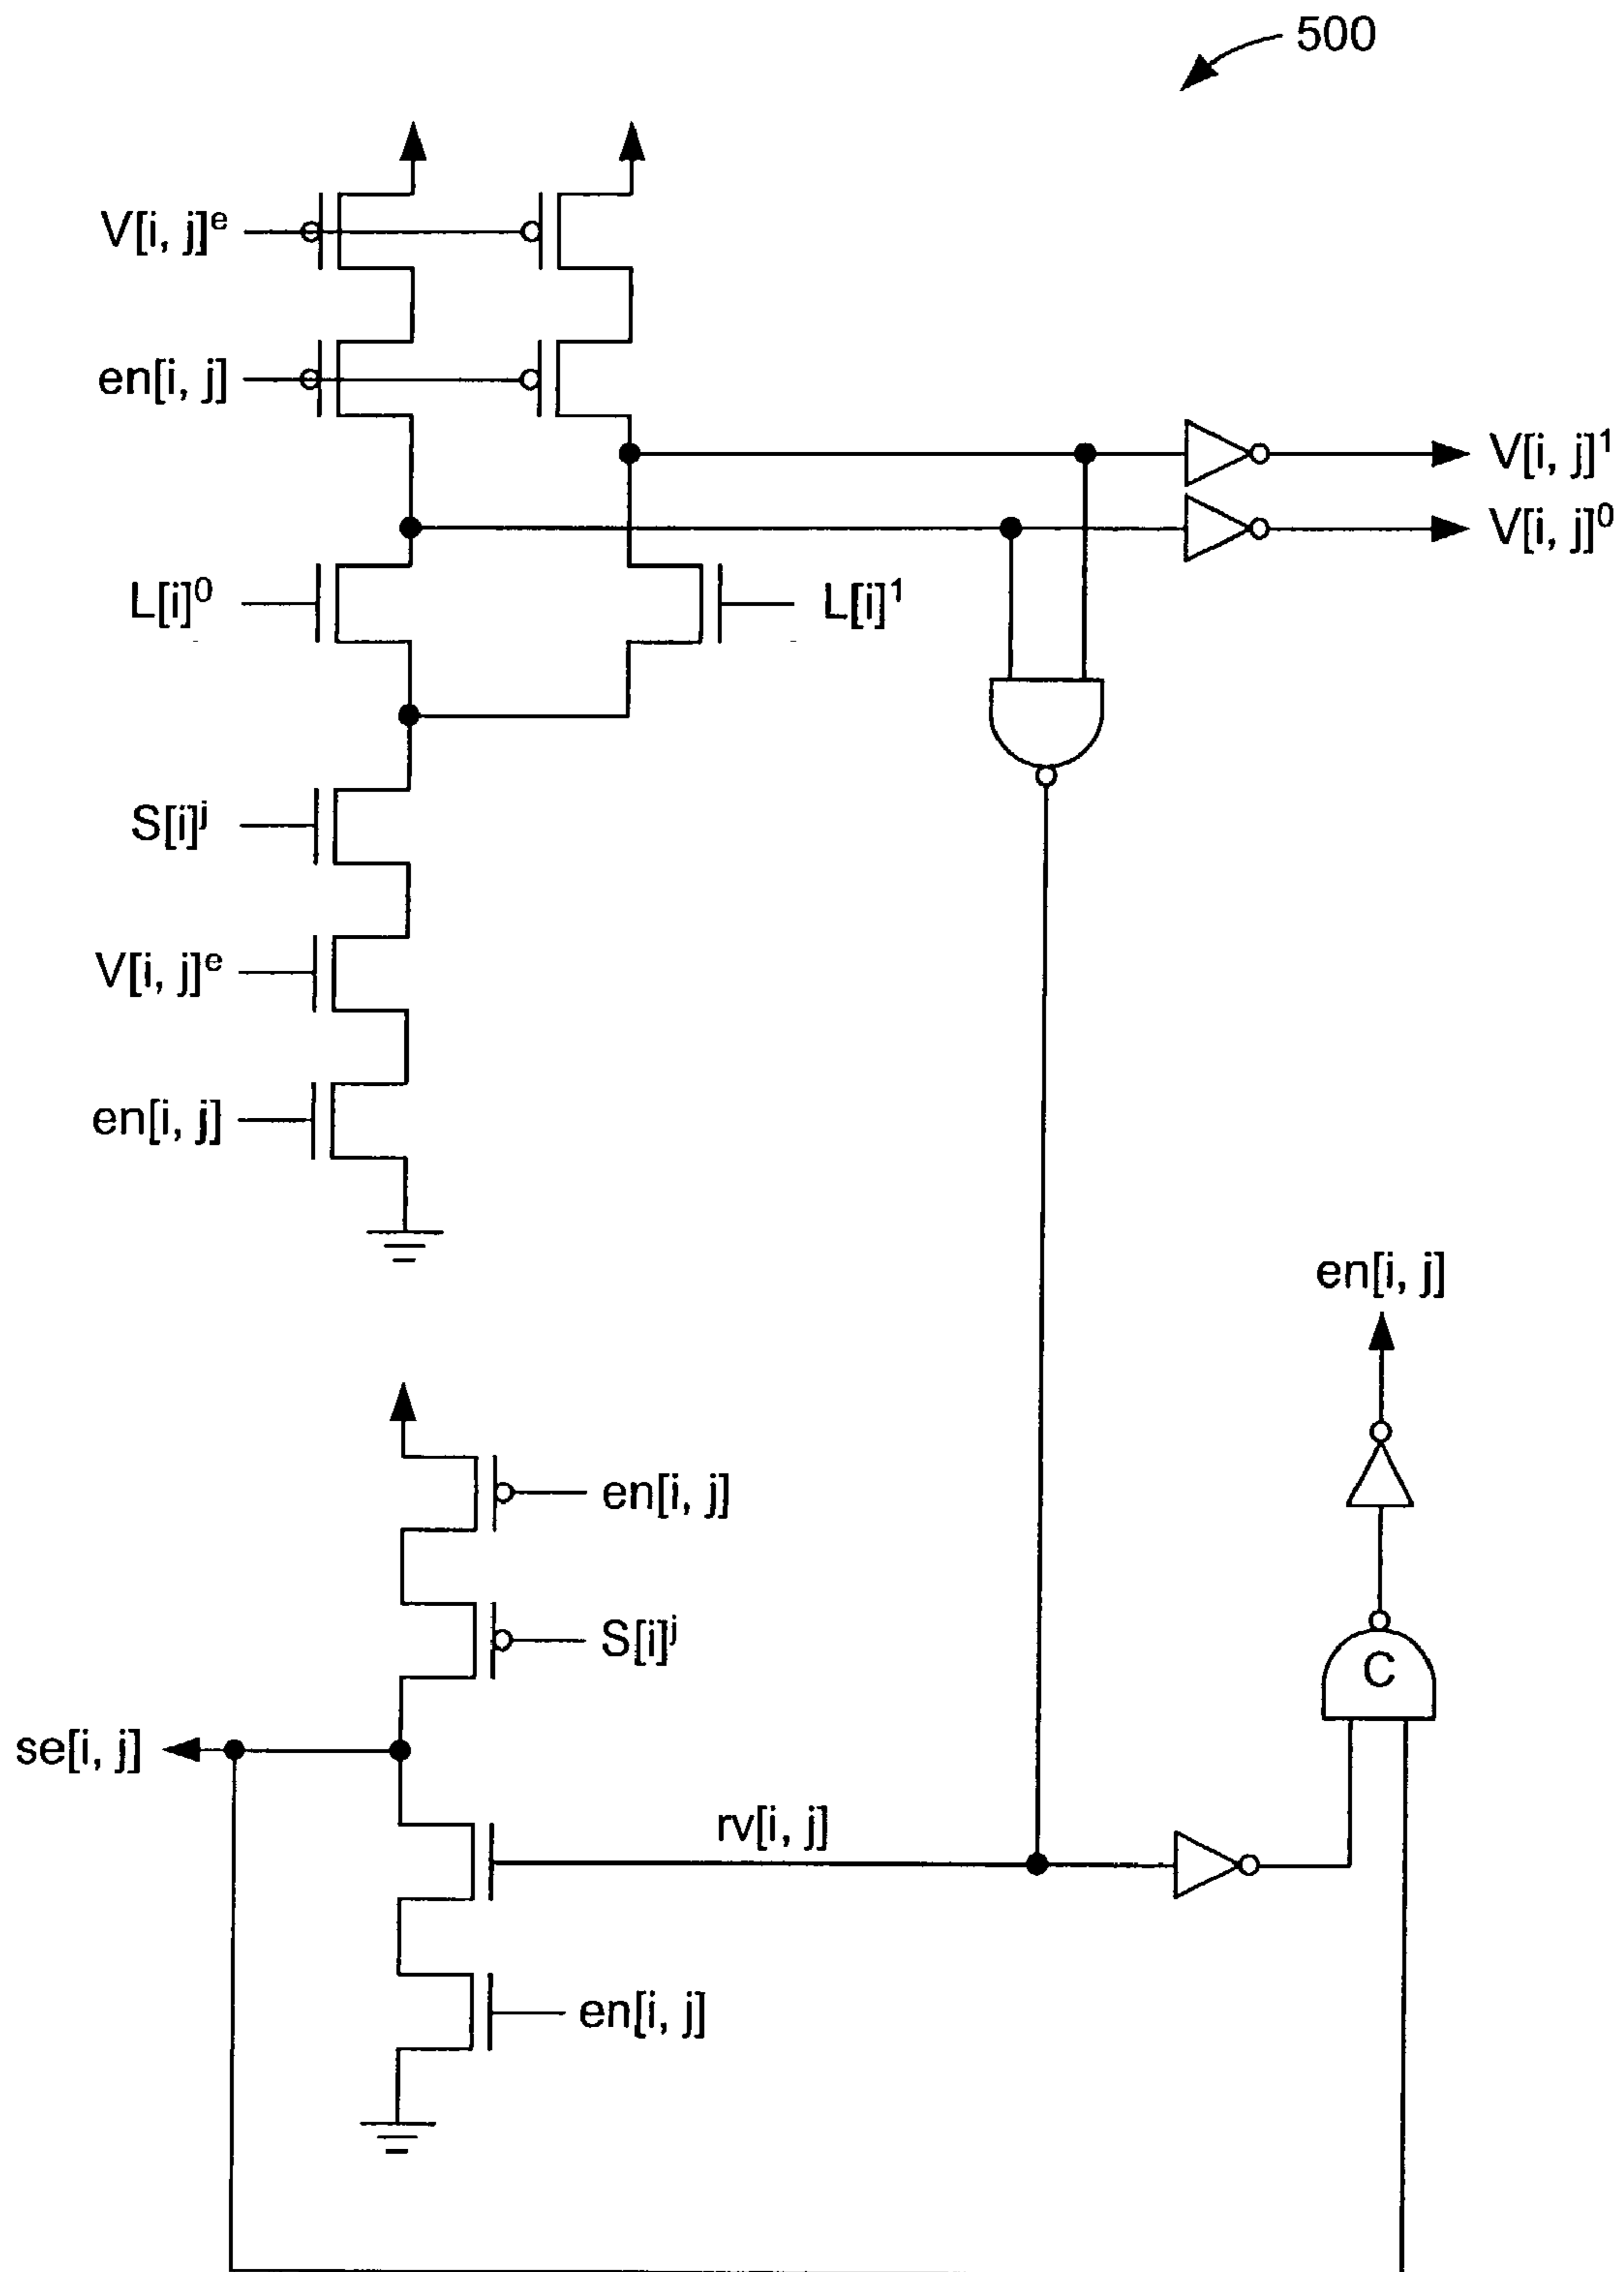 500
V[i, j]ᵉ
en[i, j]
V[i, j]¹
V[i, j]⁰
L[i]⁰
L[i]¹
S[i]ʲ
V[i, j]ᵉ
en[i, j]
en[i, j]
en[i, j]
S[i]ʲ
C
se[i, j]
rv[i, j]
en[i, j]